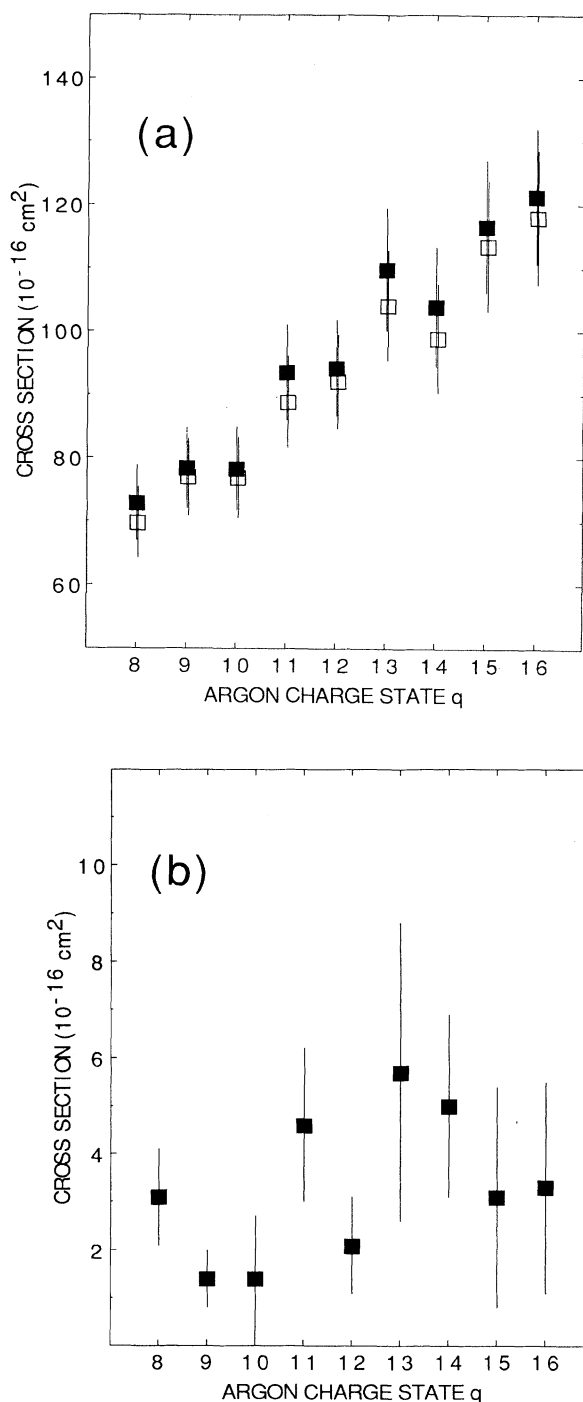 140
120
100
80
60
CROSS SECTION (10⁻¹⁶ cm²)
(a)
8 9 10 11 12 13 14 15 16
ARGON CHARGE STATE q
10
8
6
4
2
CROSS SECTION (10⁻¹⁶ cm²)
(b)
8 9 10 11 12 13 14 15 16
ARGON CHARGE STATE q